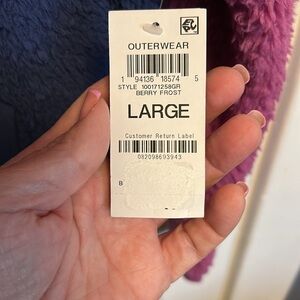 OUTERWEAR
1 94136 18574 5
STYLE 100171258GR
BERRY FROST
LARGE
Customer Return Label
082098693943
B